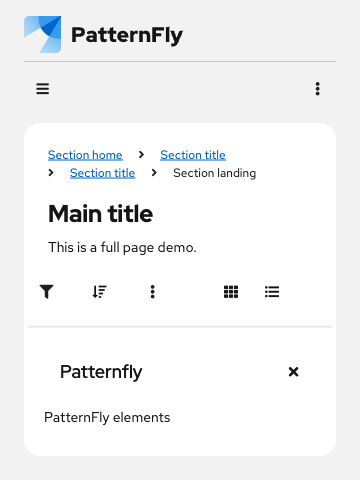 PatternFly
Section home > Section title
> Section title > Section landing
Main title
This is a full page demo.
Patternfly
PatternFly elements